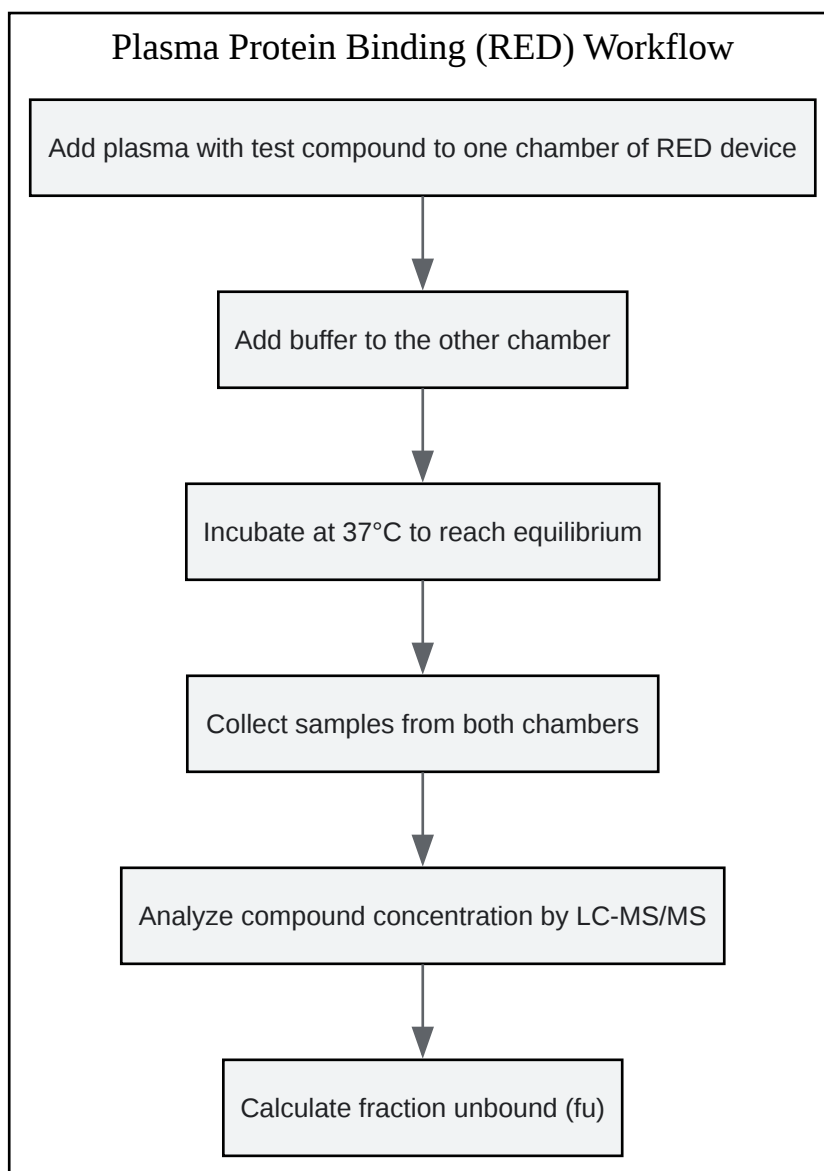 Plasma Protein Binding (RED) Workflow
Add plasma with test compound to one chamber of RED device
Add buffer to the other chamber
Incubate at 37°C to reach equilibrium
Collect samples from both chambers
Analyze compound concentration by LC-MS/MS
Calculate fraction unbound (fu)